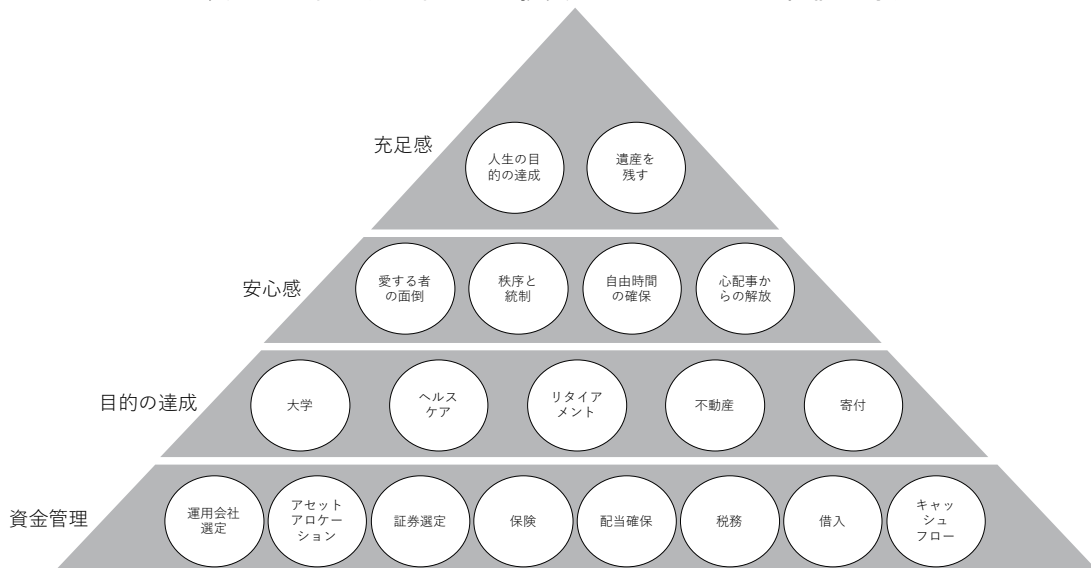 充足感
人生の目
的の達成
遺産を
残す
安心感
愛する者
の面倒
秩序と
統制
自由時間
の確保
心配事か
らの解放
目的の達成
大学
ヘルス
ケア
リタイア
メント
不動産
寄付
資金管理
運用会社
選定
アセット
アロケー
ション
証券選定
保険
配当確保
税務
借入
キャッ
シュ
フロー